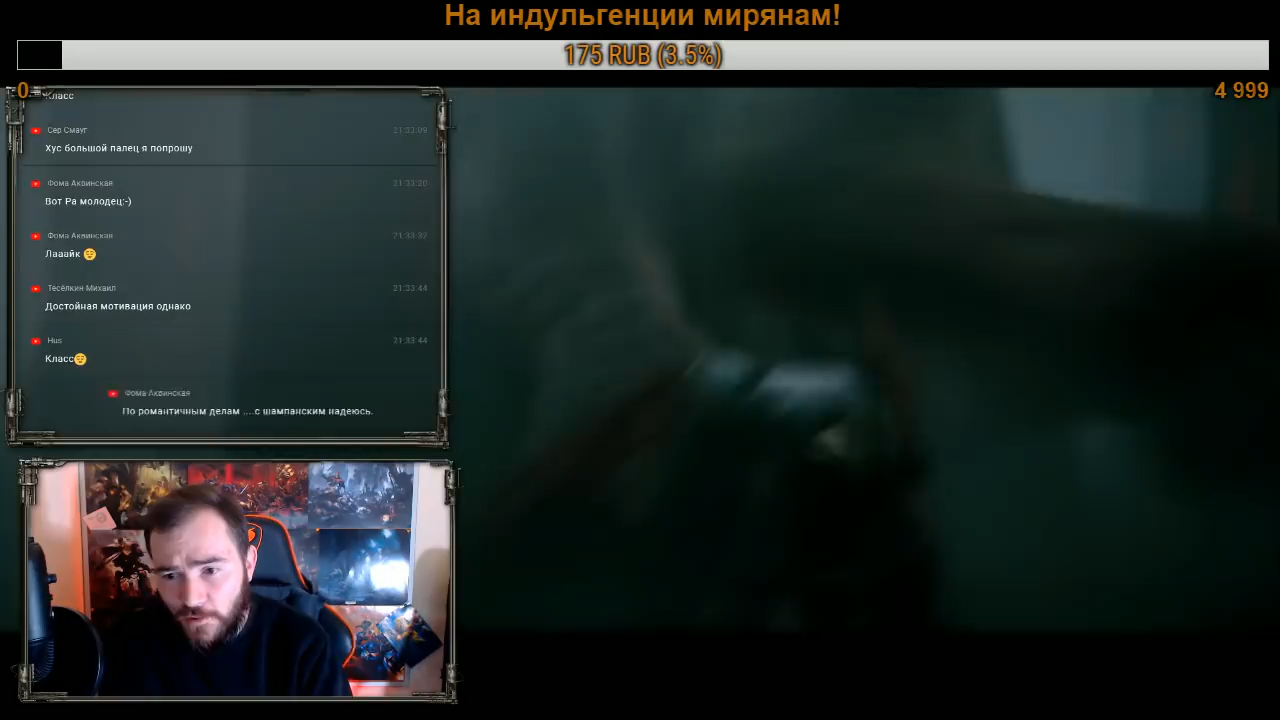 На индульгенции мирянам!
175 RUB (3.5%)
0
4 999
Класс
Сер Смауг 21:33:09
Хус большой палец я попрошу
Фома Аквинская 21:33:20
Вот Ра молодец:-)
Фома Аквинская 21:33:32
Лааайк 😌
Тесёлкин Михаил 21:33:44
Достойная мотивация однако
Hus 21:33:44
Класс😌
Фома Аквинская
По романтичным делам ....с шампанским надеюсь.